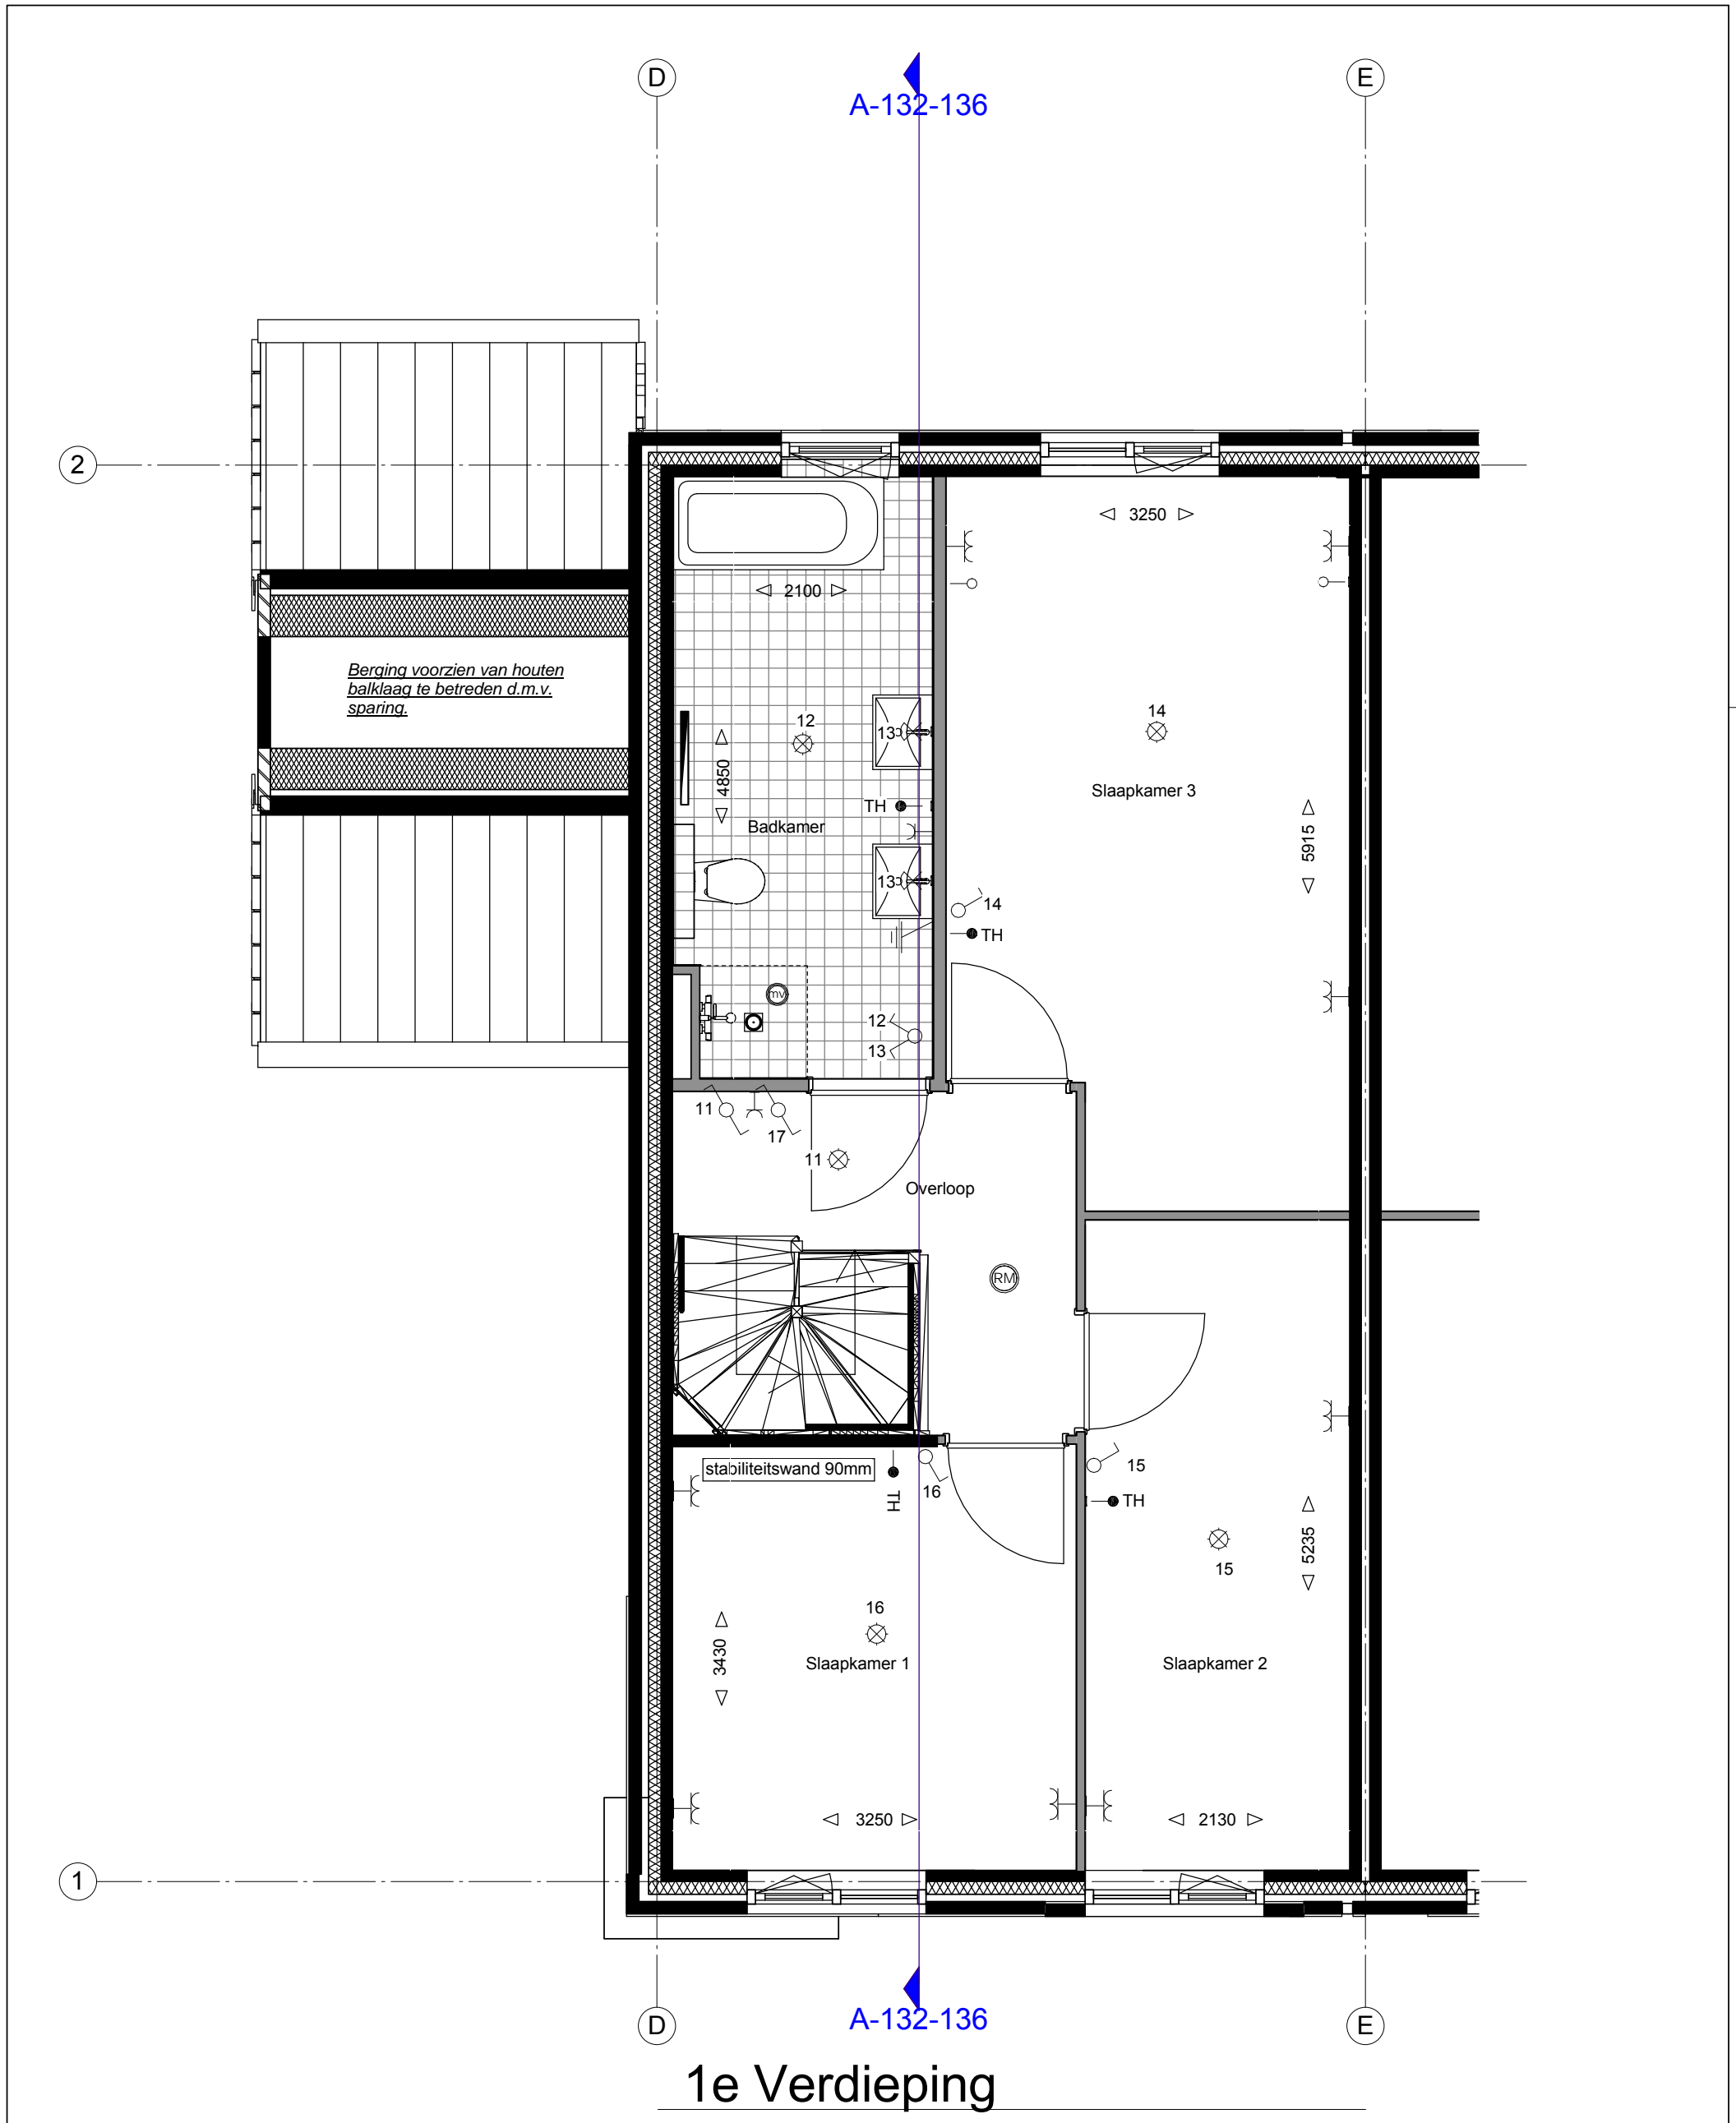 D
E
A-132-136
2
3250
2100
Berging voorzien van houten
balklaag te betreden d.m.v.
sparing.
12
13
14
4850
TH
Slaapkamer 3
Badkamer
5915
13
14
TH
mv
12
13
11
17
11
Overloop
RM
stabiliteitswand 90mm
TH
16
15
TH
5235
15
16
3430
Slaapkamer 1
Slaapkamer 2
3250
2130
1
A-132-136
D
E
1e Verdieping